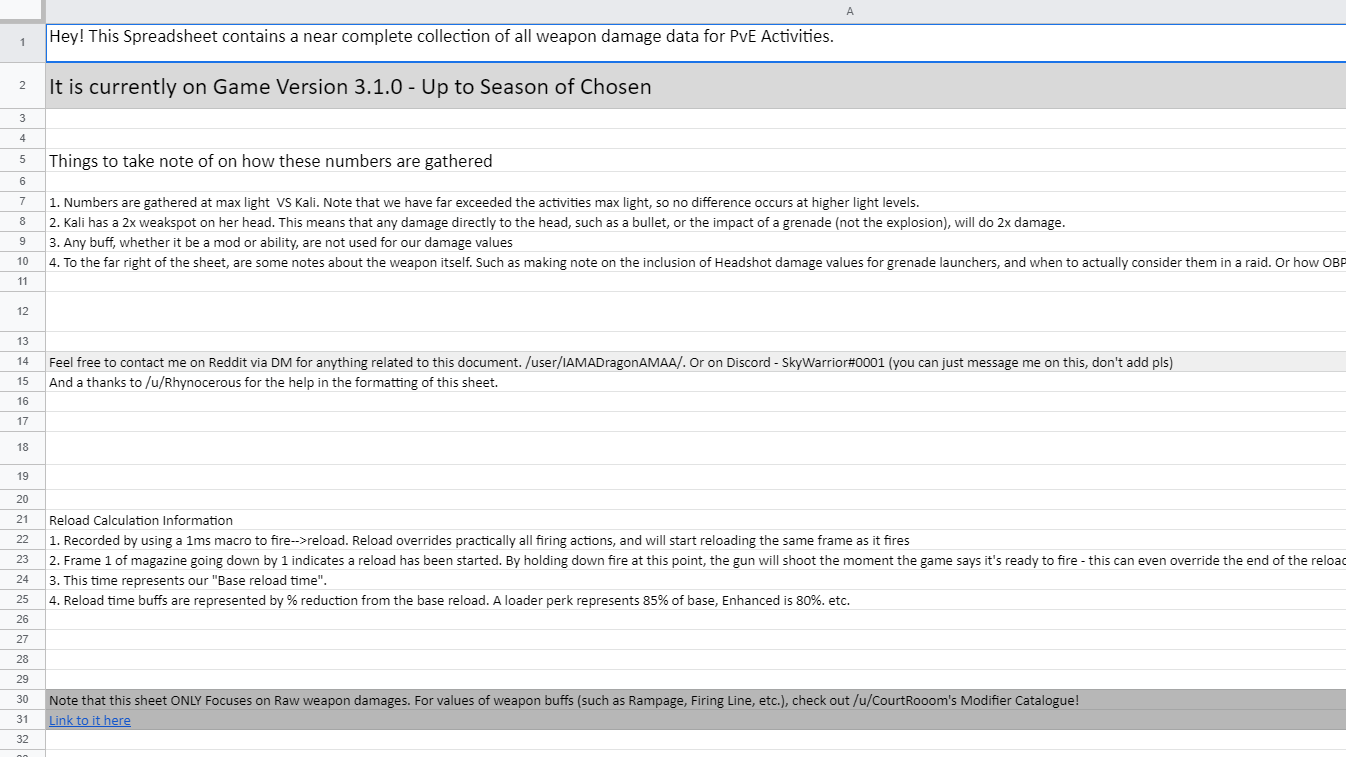 A
1 Hey! This Spreadsheet contains a near complete collection of all weapon damage data for PvE Activities.
2 It is currently on Game Version 3.1.0 - Up to Season of Chosen
3
4
5 Things to take note of on how these numbers are gathered
6
7 1. Numbers are gathered at max light  VS Kali. Note that we have far exceeded the activities max light, so no difference occurs at higher light levels.
8 2. Kali has a 2x weakspot on her head. This means that any damage directly to the head, such as a bullet, or the impact of a grenade (not the explosion), will do 2x damage.
9 3. Any buff, whether it be a mod or ability, are not used for our damage values
10 4. To the far right of the sheet, are some notes about the weapon itself. Such as making note on the inclusion of Headshot damage values for grenade launchers, and when to actually consider them in a raid. Or how OBP
11
12
13
14 Feel free to contact me on Reddit via DM for anything related to this document. /user/IAMADragonAMAA/. Or on Discord - SkyWarrior#0001 (you can just message me on this, don't add pls)
15 And a thanks to /u/Rhynocerous for the help in the formatting of this sheet.
16
17
18
19
20
21 Reload Calculation Information
22 1. Recorded by using a 1ms macro to fire-->reload. Reload overrides practically all firing actions, and will start reloading the same frame as it fires
23 2. Frame 1 of magazine going down by 1 indicates a reload has been started. By holding down fire at this point, the gun will shoot the moment the game says it's ready to fire - this can even override the end of the reloac
24 3. This time represents our "Base reload time".
25 4. Reload time buffs are represented by % reduction from the base reload. A loader perk represents 85% of base, Enhanced is 80%. etc.
26
27
28
29
30 Note that this sheet ONLY Focuses on Raw weapon damages. For values of weapon buffs (such as Rampage, Firing Line, etc.), check out /u/CourtRooom's Modifier Catalogue!
31 Link to it here
32